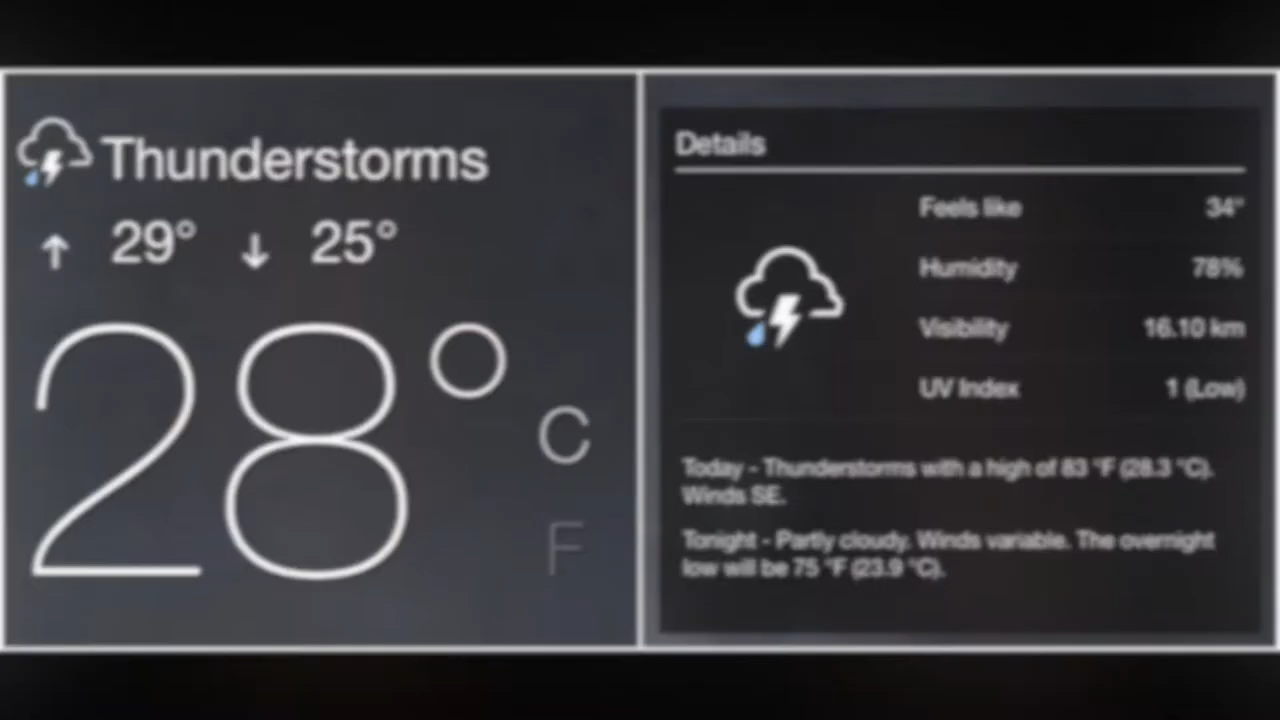 Thunderstorms
↑ 29° ↓ 25°
28°
C
F
Details
Feels like 34°
Humidity 78%
Visibility 16.10 km
UV Index 1 (Low)
Today - Thunderstorms with a high of 83 °F (28.3 °C).
Winds SE.
Tonight - Partly cloudy. Winds variable. The overnight
low will be 75 °F (23.9 °C).